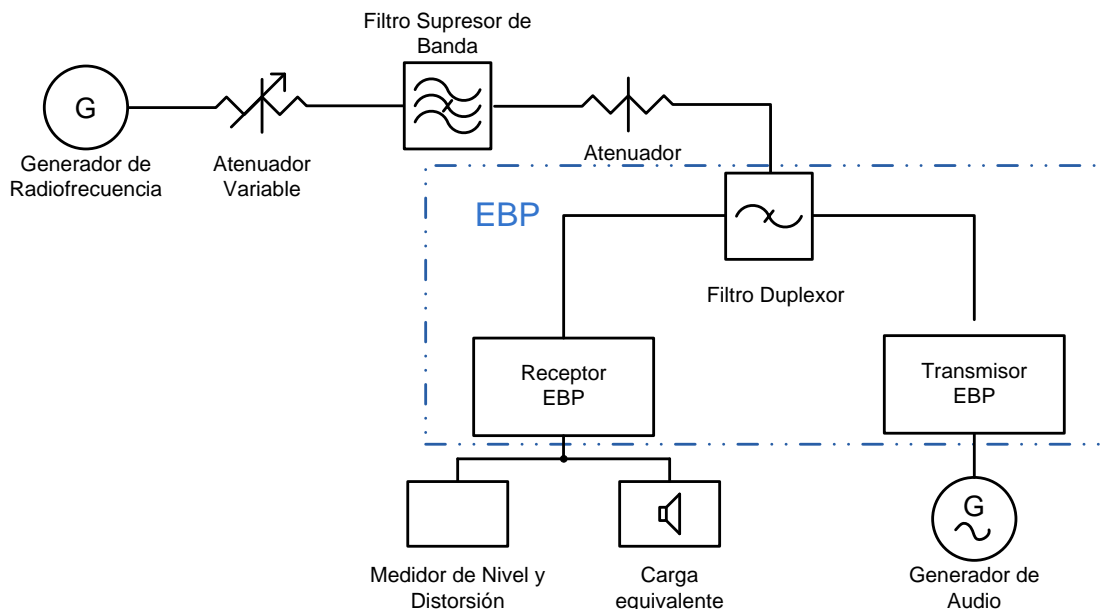 Filtro Supresor de
Banda
G
Generador de
Radiofrecuencia
Atenuador
Variable
Atenuador
EBP
Filtro Duplexor
Receptor
EBP
Transmisor
EBP
G
Medidor de Nivel y
Distorsión
Carga
equivalente
Generador de
Audio